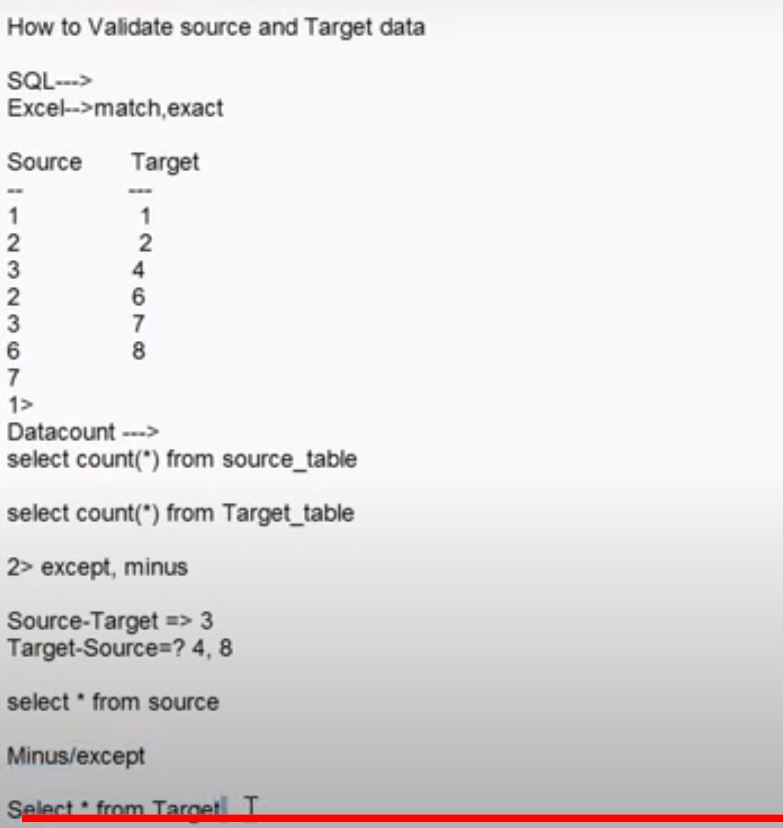 How to Validate source and Target data
SQL--->
Excel-->match,exact
Source Target
-- ---
1 1
2 2
3 4
2 6
3 7
6 8
7
1>
Datacount --->
select count(*) from source_table
select count(*) from Target_table
2> except, minus
Source-Target => 3
Target-Source=? 4, 8
select * from source
Minus/except
Select * from Target